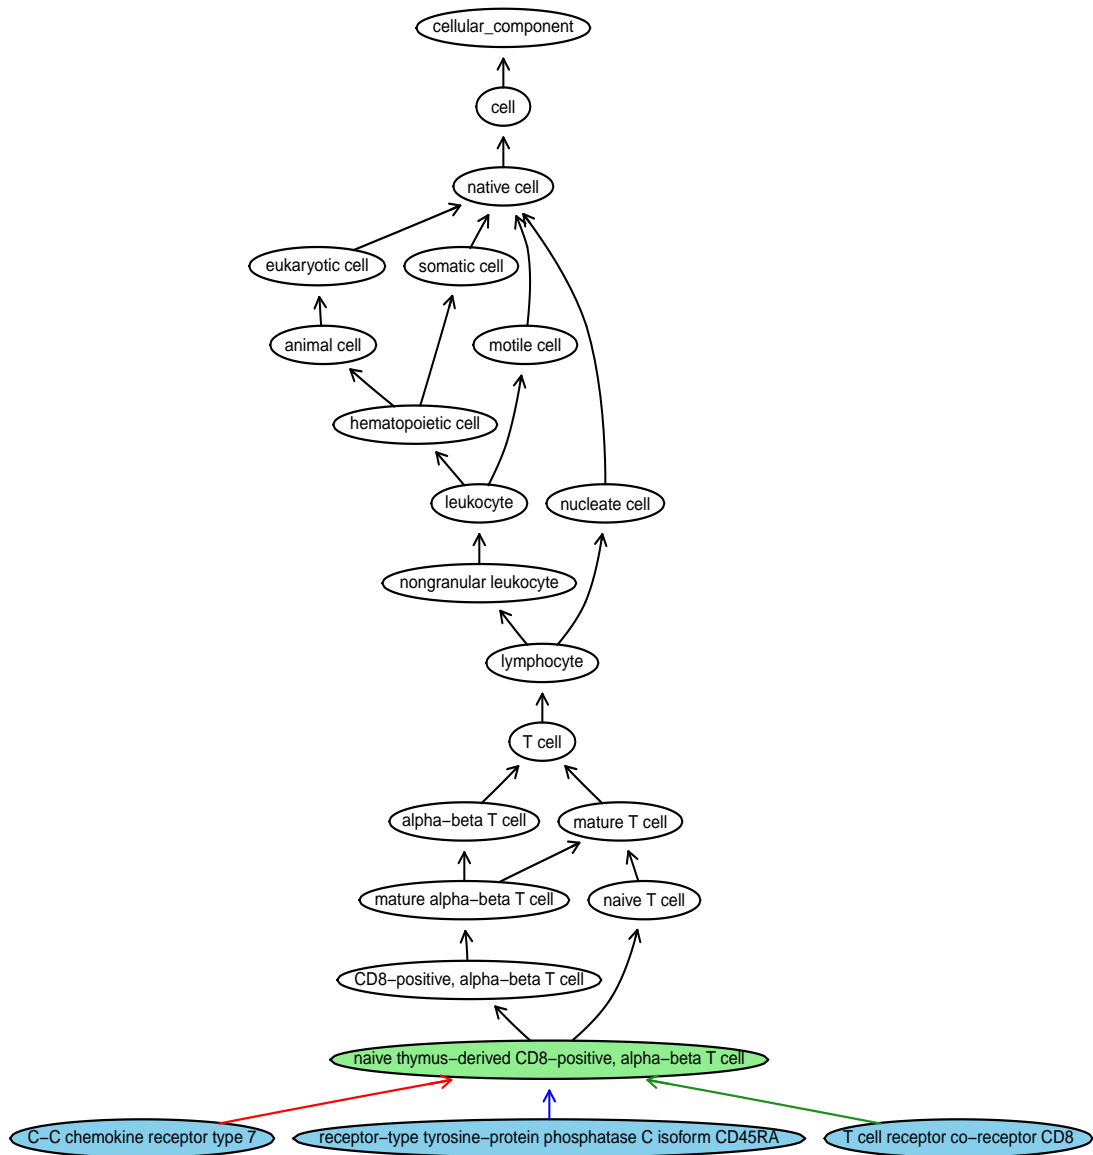 cellular_component
cell
native cell
eukaryotic cell
somatic cell
animal cell
motile cell
hematopoietic cell
leukocyte
nucleate cell
nongranular leukocyte
lymphocyte
T cell
alpha−beta T cell
mature T cell
mature alpha−beta T cell
naive T cell
CD8−positive, alpha−beta T cell
naive thymus−derived CD8−positive, alpha−beta T cell
C−C chemokine receptor type 7
receptor−type tyrosine−protein phosphatase C isoform CD45RA
T cell receptor co−receptor CD8